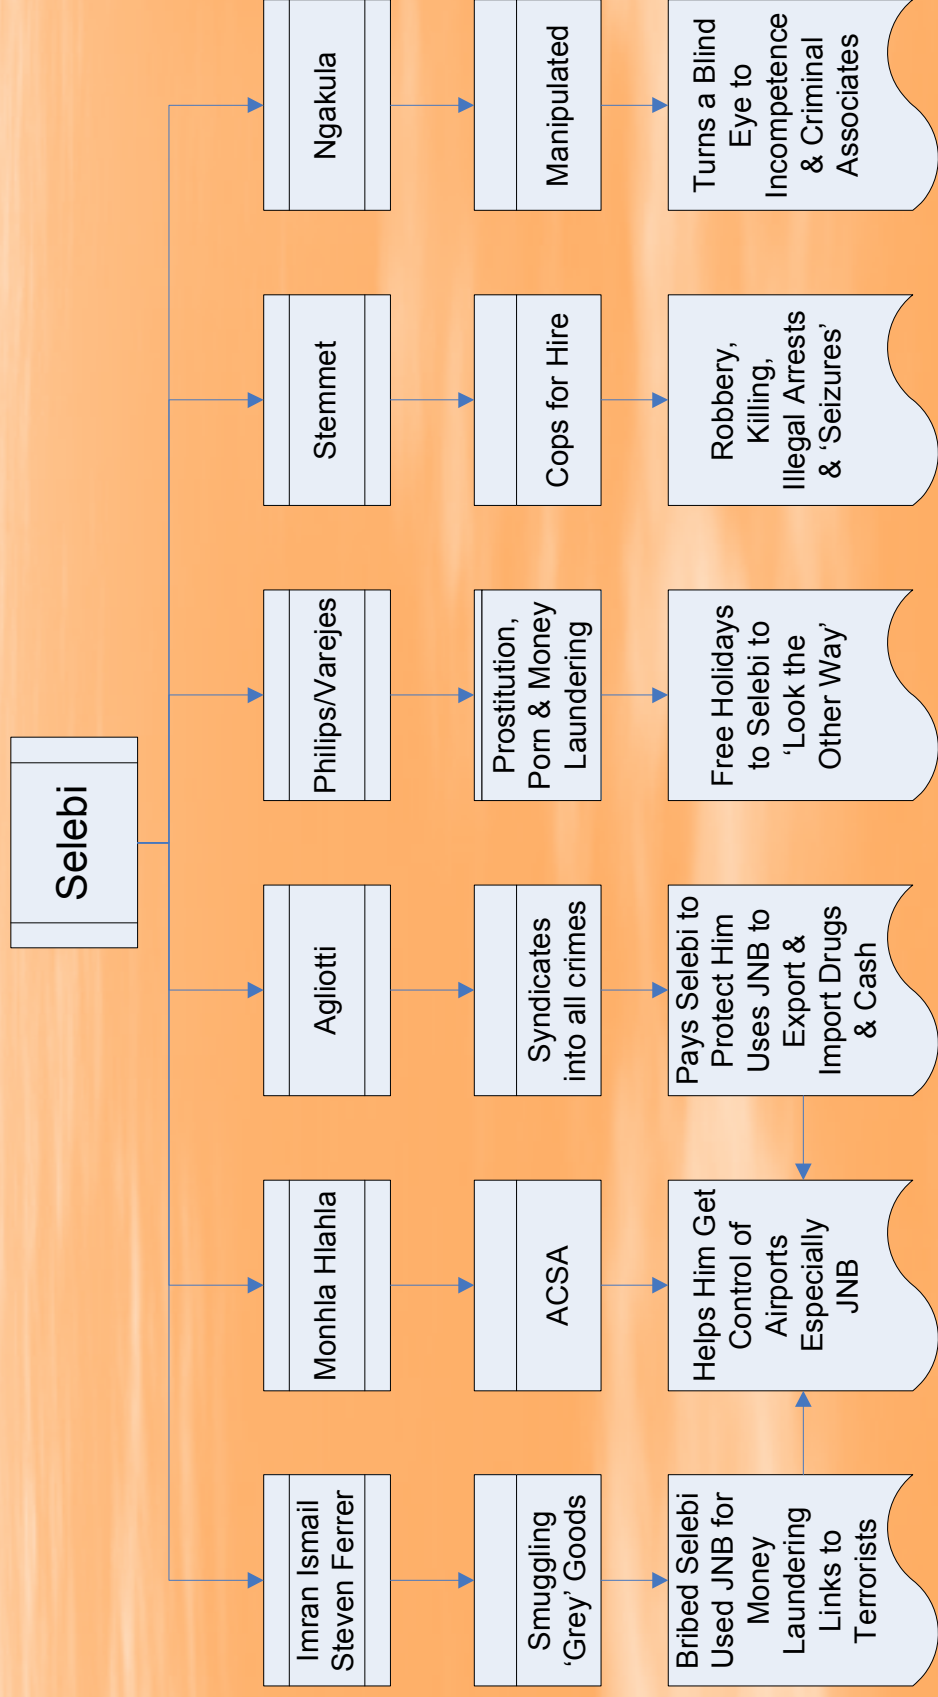 Selebi
Imran Ismail
Steven Ferrer
Monhla Hlahla
Agliotti
Philips/Varejes
Stemmet
Ngakula
Smuggling
‘Grey’ Goods
ACSA
Syndicates
into all crimes
Prostitution,
Porn & Money
Laundering
Cops for Hire
Manipulated
Bribed Selebi
Used JNB for
Money
Laundering
Links to
Terrorists
Helps Him Get
Control of
Airports
Especially
JNB
Pays Selebi to
Protect Him
Uses JNB to
Export &
Import Drugs
& Cash
Free Holidays
to Selebi to
‘Look the
Other Way’
Robbery,
Killing,
Illegal Arrests
& ‘Seizures’
Turns a Blind
Eye to
Incompetence
& Criminal
Associates